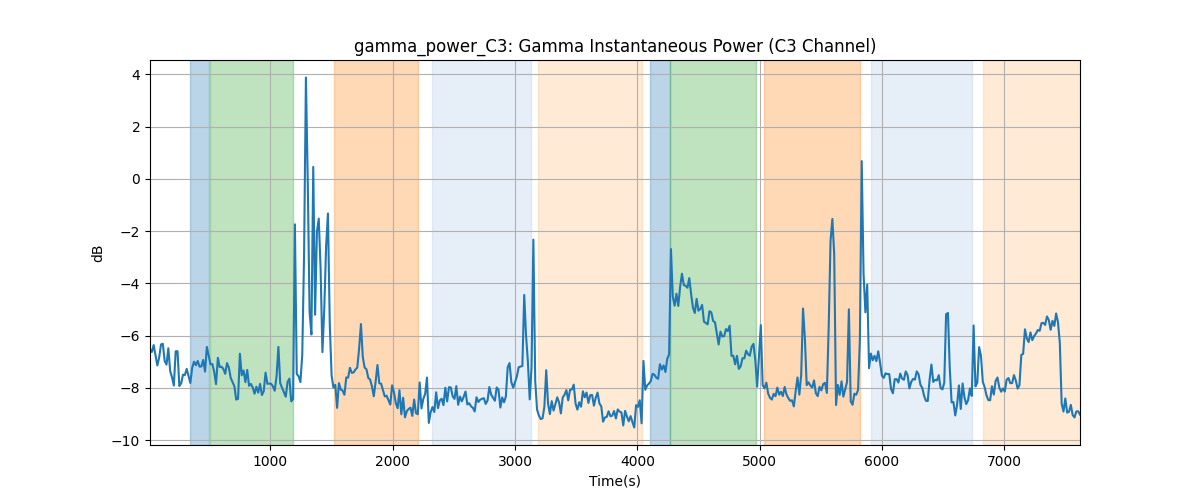 gamma_power_C3: Gamma Instantaneous Power (C3 Channel)
4
2
0
−2
−4
−6
−8
−10
dB
1000 2000 3000 4000 5000 6000 7000
Time(s)